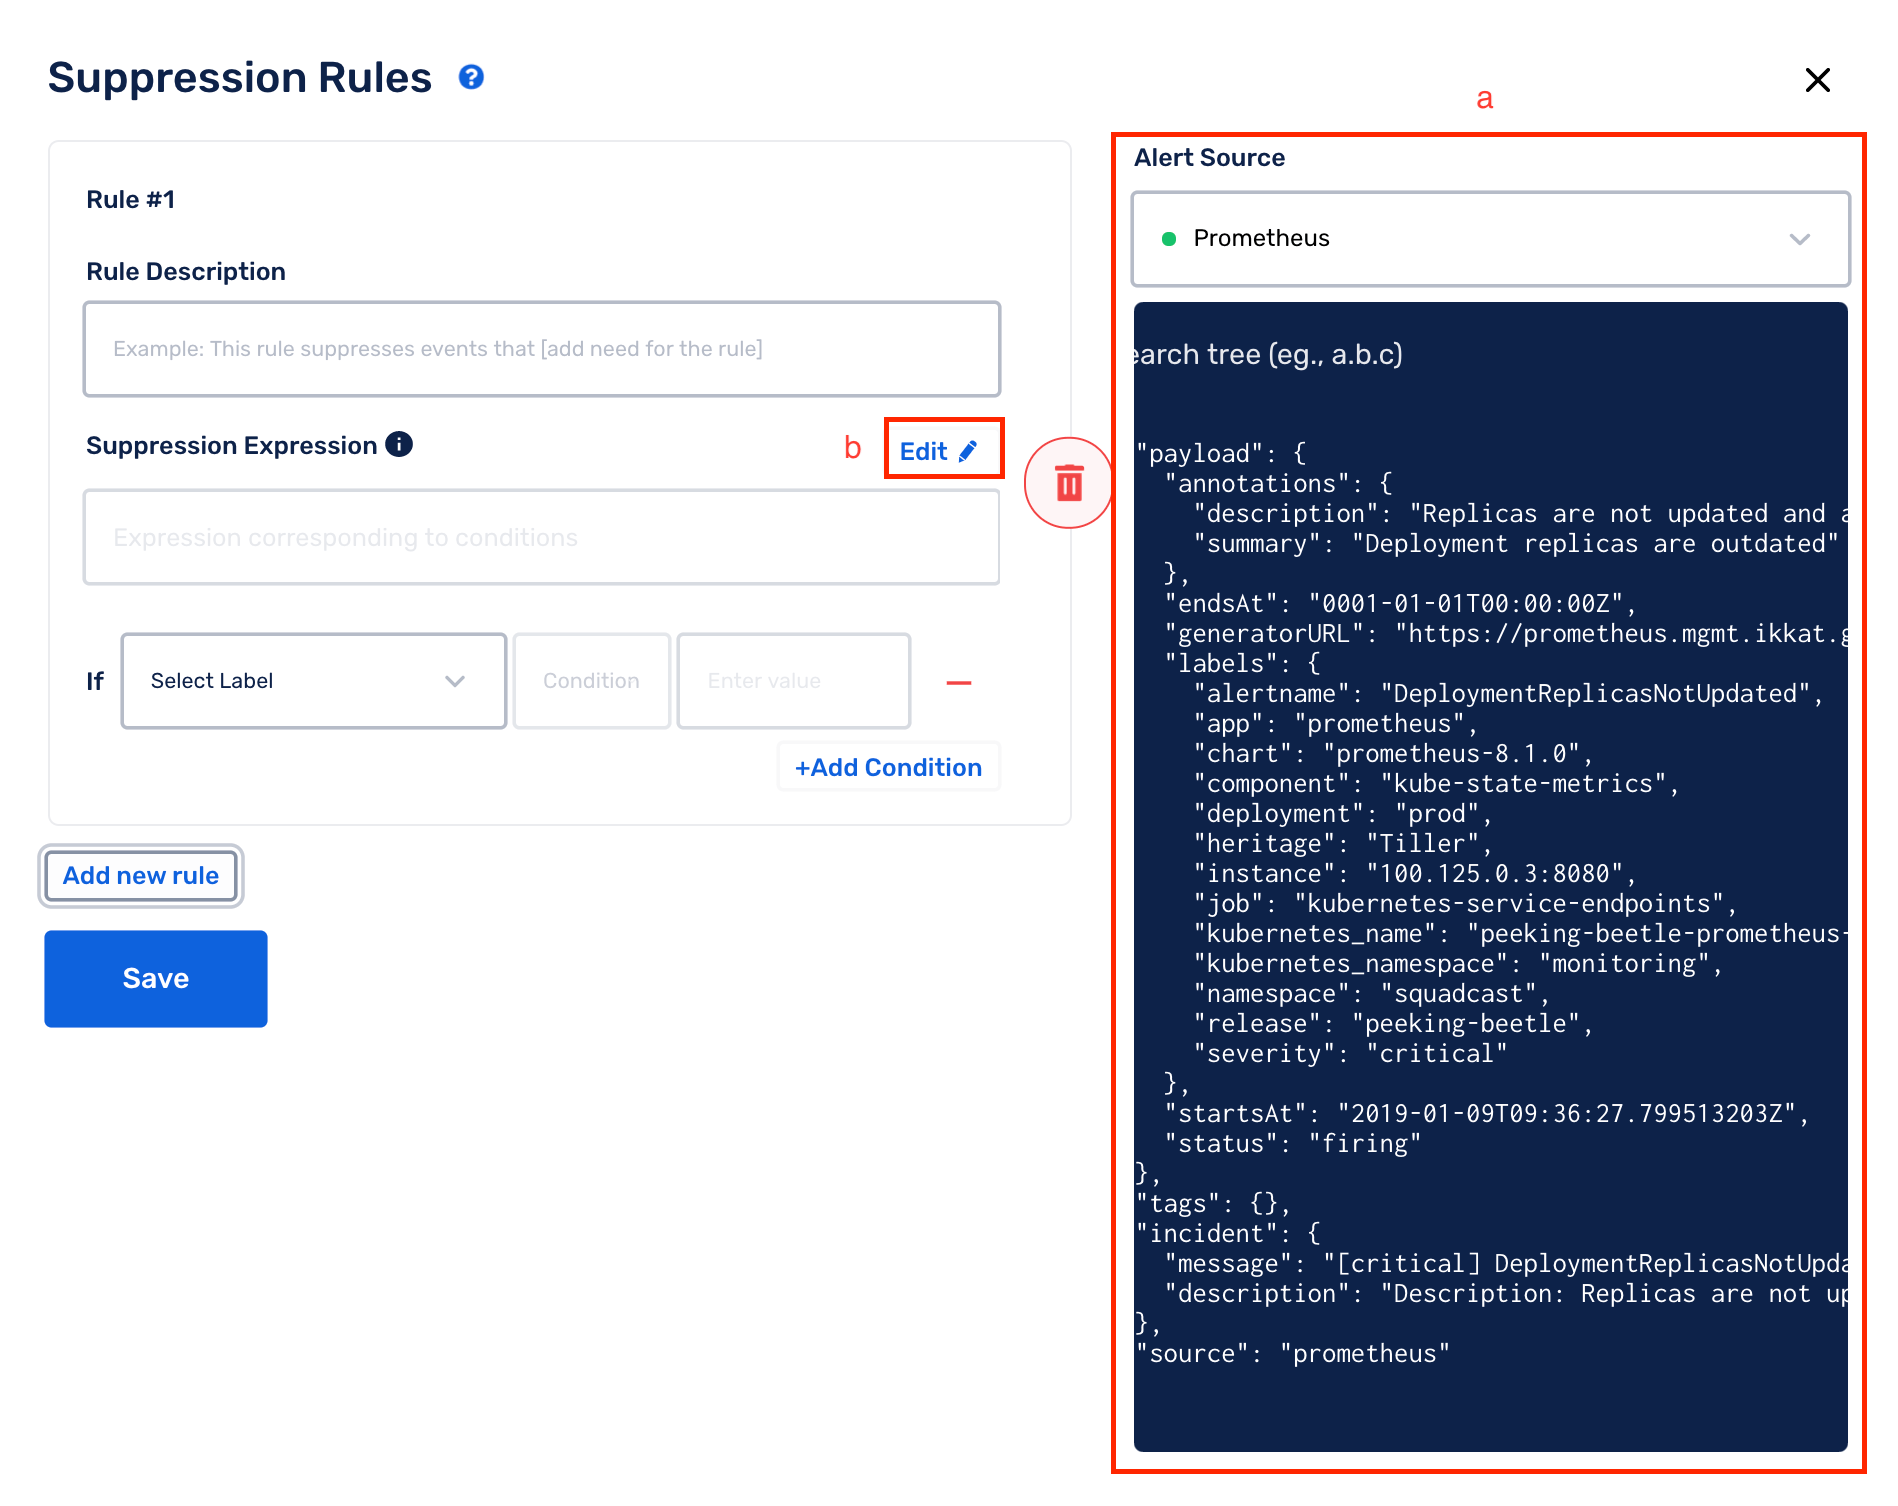 Suppression Rules ?
a
Rule #1
Rule Description
Example: This rule suppresses events that [add need for the rule]
Suppression Expression i
b
Edit
Expression corresponding to conditions
If
Select Label
Condition
Enter value
+Add Condition
Add new rule
Save
Alert Source
Prometheus
earch tree (eg., a.b.c)
"payload": {
"annotations": {
"description": "Replicas are not updated and a
"summary": "Deployment replicas are outdated"
},
"endsAt": "0001-01-01T00:00:00Z",
"generatorURL": "https://prometheus.mgmt.ikkat.g
"labels": {
"alertname": "DeploymentReplicasNotUpdated",
"app": "prometheus",
"chart": "prometheus-8.1.0",
"component": "kube-state-metrics",
"deployment": "prod",
"heritage": "Tiller",
"instance": "100.125.0.3:8080",
"job": "kubernetes-service-endpoints",
"kubernetes_name": "peeking-beetle-prometheus-
"kubernetes_namespace": "monitoring",
"namespace": "squadcast",
"release": "peeking-beetle",
"severity": "critical"
},
"startsAt": "2019-01-09T09:36:27.799513203Z",
"status": "firing"
},
"tags": {},
"incident": {
"message": "[critical] DeploymentReplicasNotUpda
"description": "Description: Replicas are not up
},
"source": "prometheus"